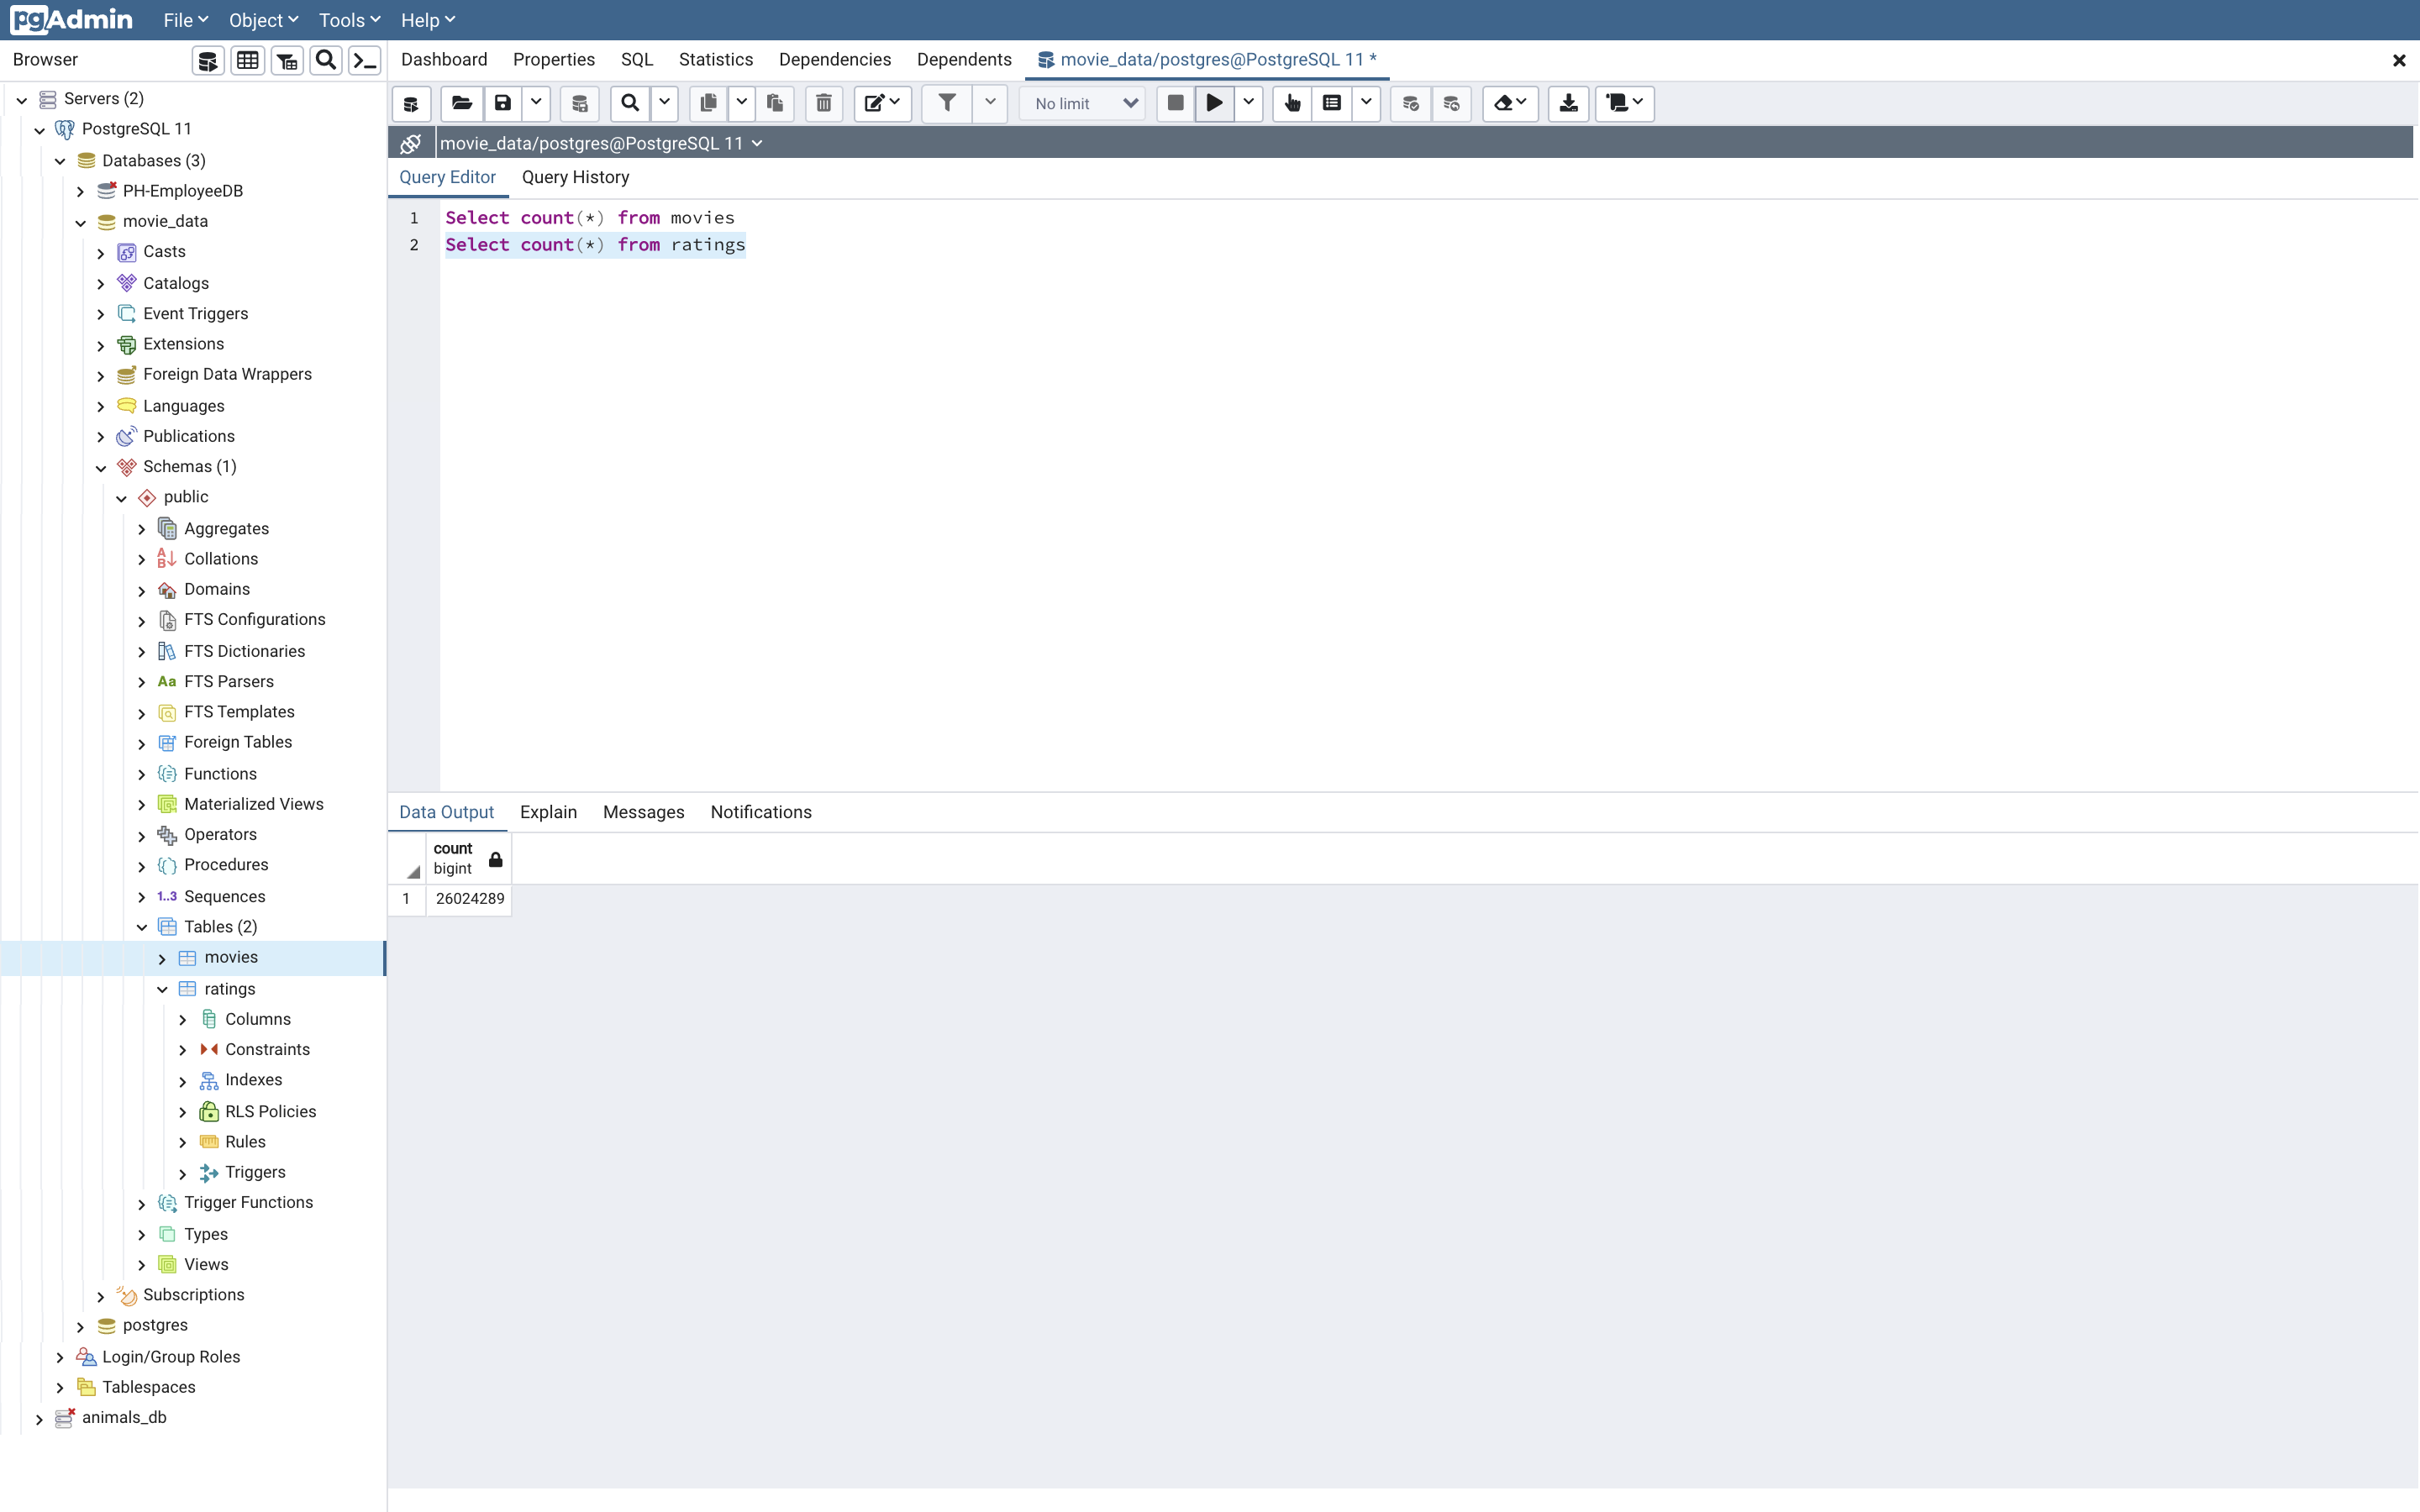 pgAdmin File Object Tools Help
Browser
Dashboard Properties SQL Statistics Dependencies Dependents movie_data/postgres@PostgreSQL 11 *
No limit
movie_data/postgres@PostgreSQL 11
Query Editor Query History
1 Select count(*) from movies
2 Select count(*) from ratings
Data Output Explain Messages Notifications
count
bigint
1 26024289
Servers (2)
PostgreSQL 11
Databases (3)
PH-EmployeeDB
movie_data
Casts
Catalogs
Event Triggers
Extensions
Foreign Data Wrappers
Languages
Publications
Schemas (1)
public
Aggregates
Collations
Domains
FTS Configurations
FTS Dictionaries
Aa FTS Parsers
FTS Templates
Foreign Tables
Functions
Materialized Views
Operators
Procedures
1..3 Sequences
Tables (2)
movies
ratings
Columns
Constraints
Indexes
RLS Policies
Rules
Triggers
Trigger Functions
Types
Views
Subscriptions
postgres
Login/Group Roles
Tablespaces
animals_db